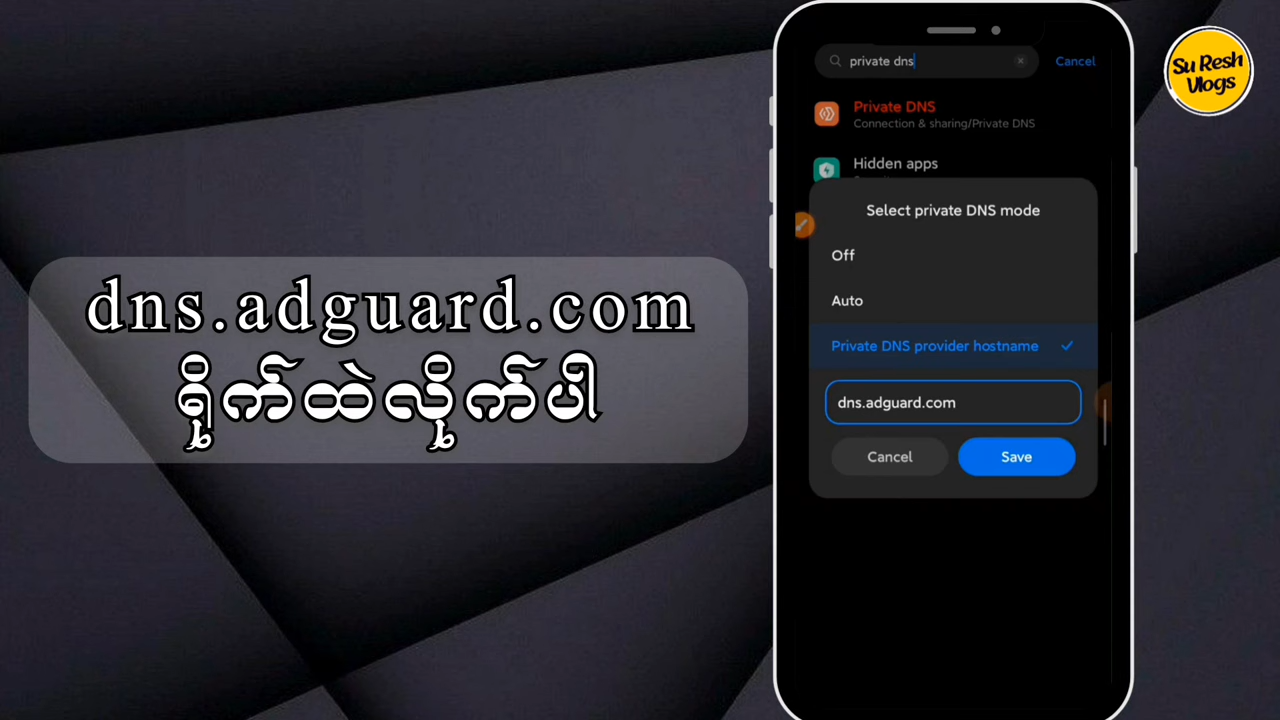 dns.adguard.com
ရိုက်ထဲလိုက်ပါ
private dns
Cancel
Private DNS
Connection & sharing/Private DNS
Hidden apps
Select private DNS mode
Off
Auto
Private DNS provider hostname
dns.adguard.com
Cancel
Save
Su Resh
Vlogs